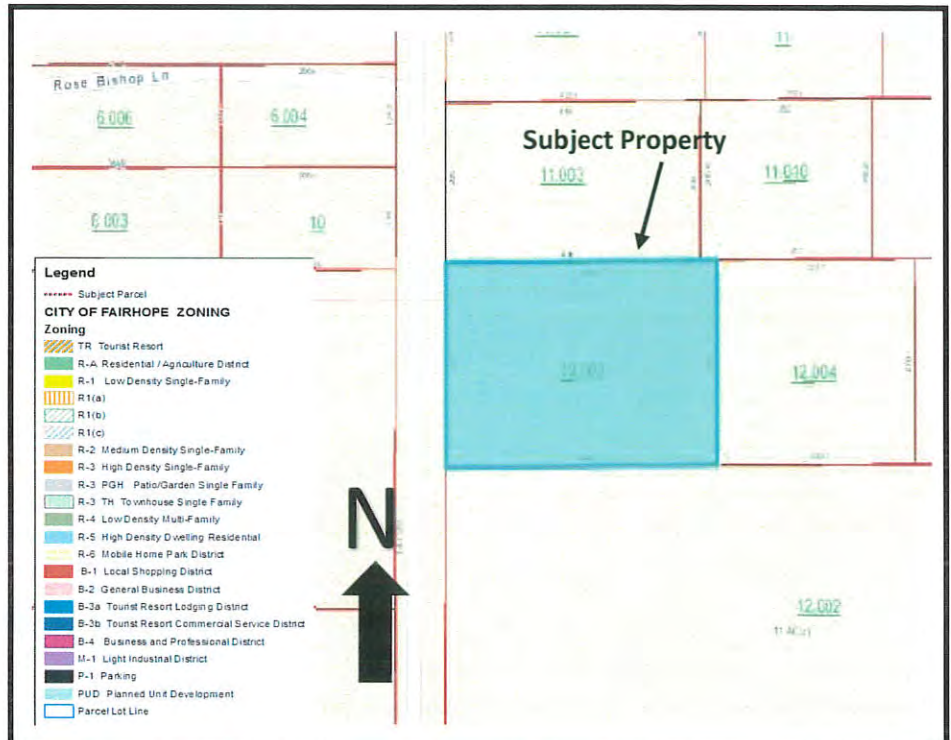 Rose Bishop Ln
6.006
6.004
11
Subject Property
11.003
11.010
10
Legend
Subject Parcel
CITY OF FAIRHOPE ZONING
Zoning
TR Tourist Resort
R-A Residential / Agriculture District
R-1 Low Density Single-Family
R1(a)
R1(b)
R1(c)
R-2 Medium Density Single-Family
R-3 High Density Single-Family
R-3 PGH Patio/Garden Single Family
R-3 TH Townhouse Single Family
R-4 Low Density Multi-Family
R-5 High Density Dwelling Residential
R-6 Mobile Home Park District
B-1 Local Shopping District
B-2 General Business District
B-3a Tourist Resort Lodging District
B-3b Tourist Resort Commercial Service District
B-4 Business and Professional District
M-1 Light Industrial District
P-1 Parking
PUD Planned Unit Development
Parcel Lot Line
N
12.004
12.002